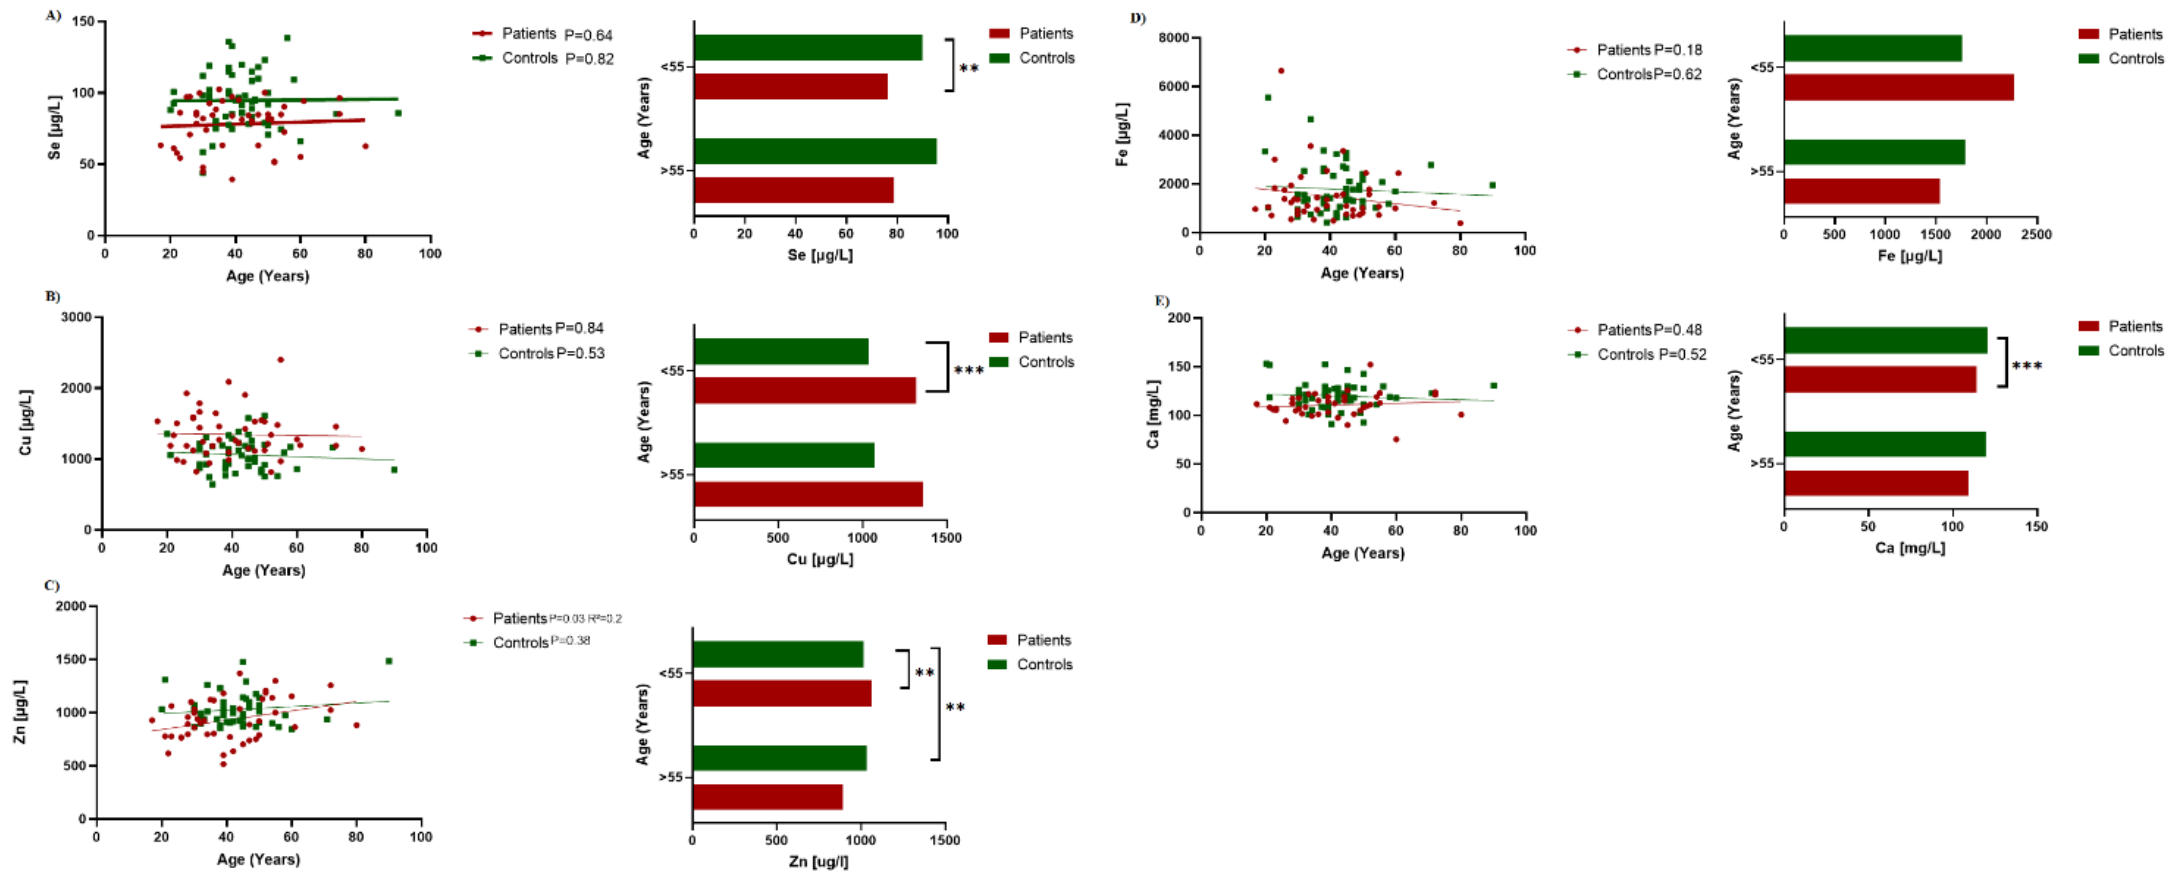 A)
150
100
50
0
Se [µg/L]
0 20 40 60 80 100
Age (Years)
Patients P=0.64
Controls P=0.82
<55
>55
Age (Years)
**
0 20 40 60 80 100
Se [µg/L]
Patients
Controls
B)
3000
2000
1000
0
Cu [µg/L]
0 20 40 60 80 100
Age (Years)
Patients P=0.84
Controls P=0.53
<55
>55
Age (Years)
***
0 500 1000 1500
Cu [µg/L]
Patients
Controls
C)
2000
1500
1000
500
0
Zn [µg/L]
0 20 40 60 80 100
Age (Years)
Patients P=0.03 R²=0.2
Controls P=0.38
<55
>55
Age (Years)
**
**
0 500 1000 1500
Zn [ug/l]
Patients
Controls
D)
8000
6000
4000
2000
0
Fe [µg/L]
0 20 40 60 80 100
Age (Years)
Patients P=0.18
Controls P=0.62
<55
>55
Age (Years)
0 500 1000 1500 2000 2500
Fe [µg/L]
Patients
Controls
E)
200
150
100
50
0
Ca [mg/L]
0 20 40 60 80 100
Age (Years)
Patients P=0.48
Controls P=0.52
<55
>55
Age (Years)
***
0 50 100 150
Ca [mg/L]
Patients
Controls